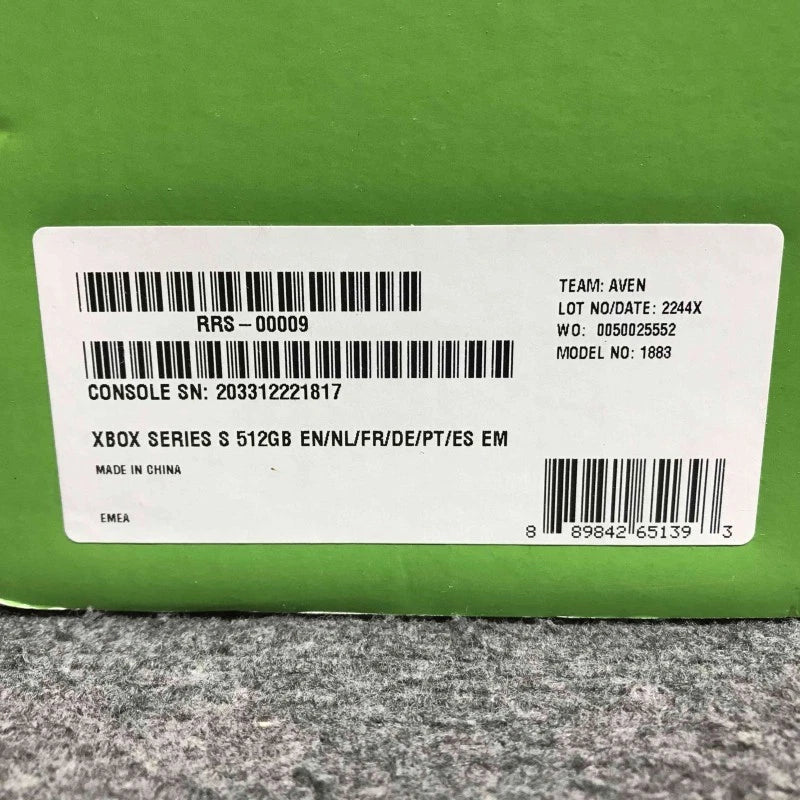 RRS-00009
CONSOLE SN: 203312221817
XBOX SERIES S 512GB EN/NL/FR/DE/PT/ES EM
MADE IN CHINA
EMEA
TEAM: AVEN
LOT NO/DATE: 2244X
WO: 0050025552
MODEL NO: 1883
8 89842 65139 3